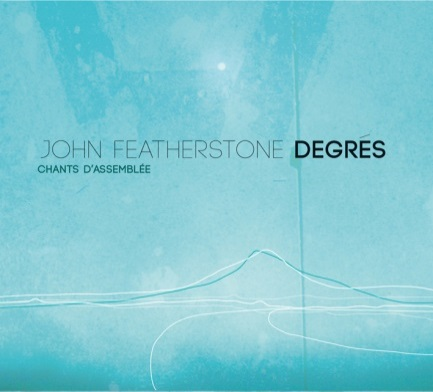 JOHN FEATHERSTONE DEGRÉS
CHANTS D'ASSEMBLÉE